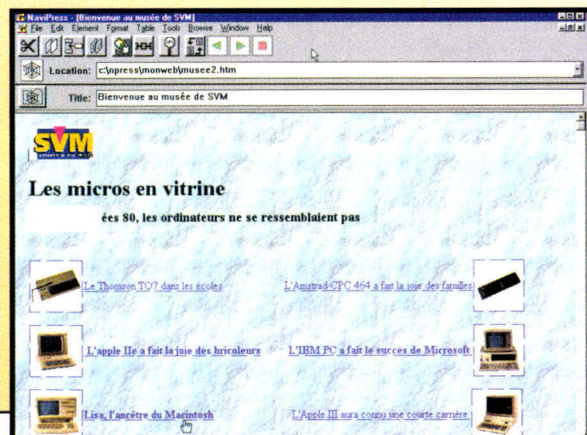 NaviPress - [Bienvenue au musée de SVM]
File Edit Element Format Table Tools Browse Window Help
Location: c:\npress\monweb\musee2.htm
Title: Bienvenue au musée de SVM
SVM
Les micros en vitrine
ées 80, les ordinateurs ne se ressemblaient pas
Le Thomson TO7 dans les écoles
L'Amstrad CPC 464 a fait la joie des familles
L'apple IIe a fait la joie des bricoleurs
L'IBM PC a fait le succes de Microsoft
Lisa, l'ancêtre du Macintosh
L'Apple III aura connu une courte carrière